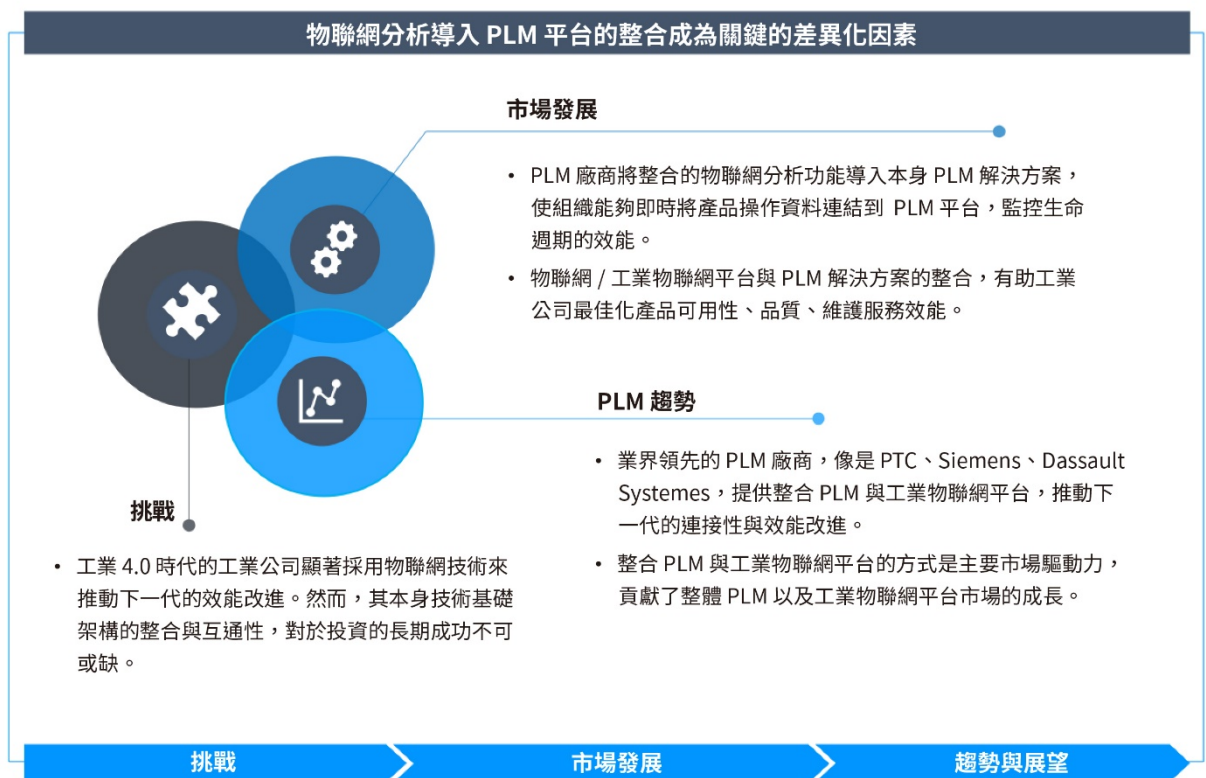 物聯網分析導入 PLM 平台的整合成為關鍵的差異化因素
市場發展
• PLM 廠商將整合的物聯網分析功能導入本身 PLM 解決方案，
使組織能夠即時將產品操作資料連結到 PLM 平台，監控生命
週期的效能。
• 物聯網 / 工業物聯網平台與 PLM 解決方案的整合，有助工業
公司最佳化產品可用性、品質、維護服務效能。
PLM 趨勢
• 業界領先的 PLM 廠商，像是 PTC、Siemens、Dassault
Systemes，提供整合 PLM 與工業物聯網平台，推動下
一代的連接性與效能改進。
• 整合 PLM 與工業物聯網平台的方式是主要市場驅動力，
貢獻了整體 PLM 以及工業物聯網平台市場的成長。
挑戰
• 工業 4.0 時代的工業公司顯著採用物聯網技術來
推動下一代的效能改進。然而，其本身技術基礎
架構的整合與互通性，對於投資的長期成功不可
或缺。
挑戰
市場發展
趨勢與展望